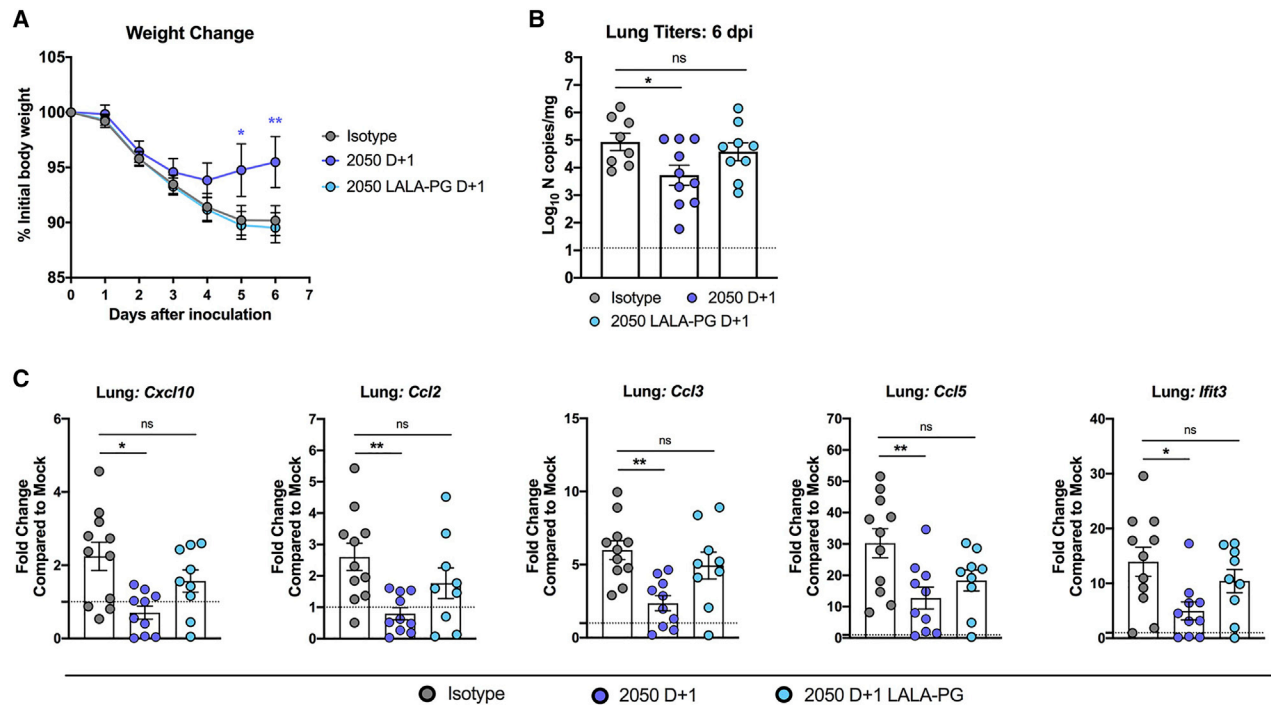 A
Weight Change
105
100
95
90
85
% Initial body weight
0 1 2 3 4 5 6 7
Days after inoculation
* **
Isotype
2050 D+1
2050 LALA-PG D+1
B
Lung Titers: 6 dpi
8
7
6
5
4
3
2
1
0
Log10 N copies/mg
ns
*
Isotype 2050 D+1
2050 LALA-PG D+1
C
Lung: Cxcl10
6
4
2
0
Fold Change
Compared to Mock
ns
*
Lung: Ccl2
7
6
5
4
3
2
1
0
Fold Change
Compared to Mock
ns
**
Lung: Ccl3
15
10
5
0
Fold Change
Compared to Mock
ns
**
Lung: Ccl5
70
60
50
40
30
20
10
0
Fold Change
Compared to Mock
ns
**
Lung: Ifit3
40
30
20
10
0
Fold Change
Compared to Mock
ns
*
Isotype 2050 D+1 2050 D+1 LALA-PG